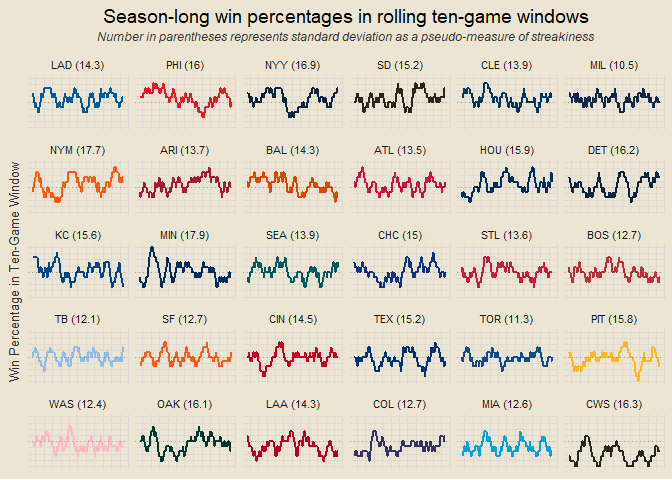 Season-long win percentages in rolling ten-game windows
Number in parentheses represents standard deviation as a pseudo-measure of streakiness
Win Percentage in Ten-Game Window
LAD (14.3) PHI (16) NYY (16.9) SD (15.2) CLE (13.9) MIL (10.5)
NYM (17.7) ARI (13.7) BAL (14.3) ATL (13.5) HOU (15.9) DET (16.2)
KC (15.6) MIN (17.9) SEA (13.9) CHC (15) STL (13.6) BOS (12.7)
TB (12.1) SF (12.7) CIN (14.5) TEX (15.2) TOR (11.3) PIT (15.8)
WAS (12.4) OAK (16.1) LAA (14.3) COL (12.7) MIA (12.6) CWS (16.3)